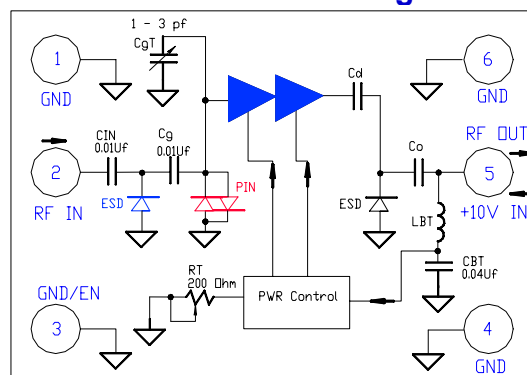 1 - 3 pf
CgT
1
GND
6
GND
Cd
CIN
0.01Uf
Cg
0.01Uf
RF OUT
Co
2
RF IN
ESD
PIN
ESD
5
+10V IN
LBT
CBT
0.04Uf
GND/EN
RT
200 Ohm
PWR Control
3
4
GND